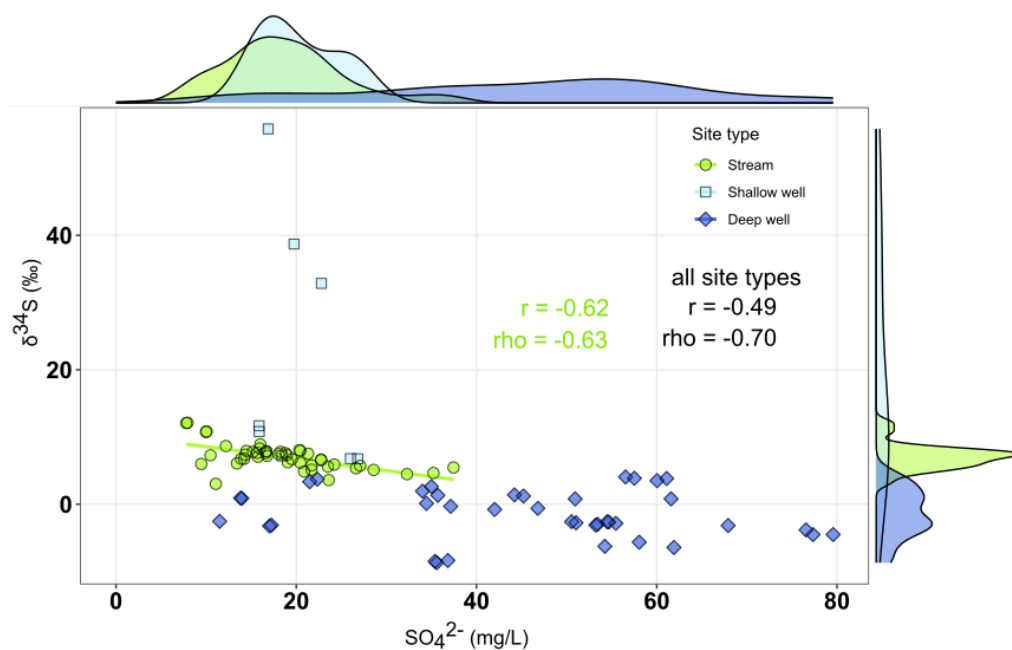 Site type
Stream
Shallow well
Deep well
40
20
0
δ³⁴S (‰)
all site types
r = -0.62
r = -0.49
rho = -0.63
rho = -0.70
0 20 40 60 80
SO₄²⁻ (mg/L)